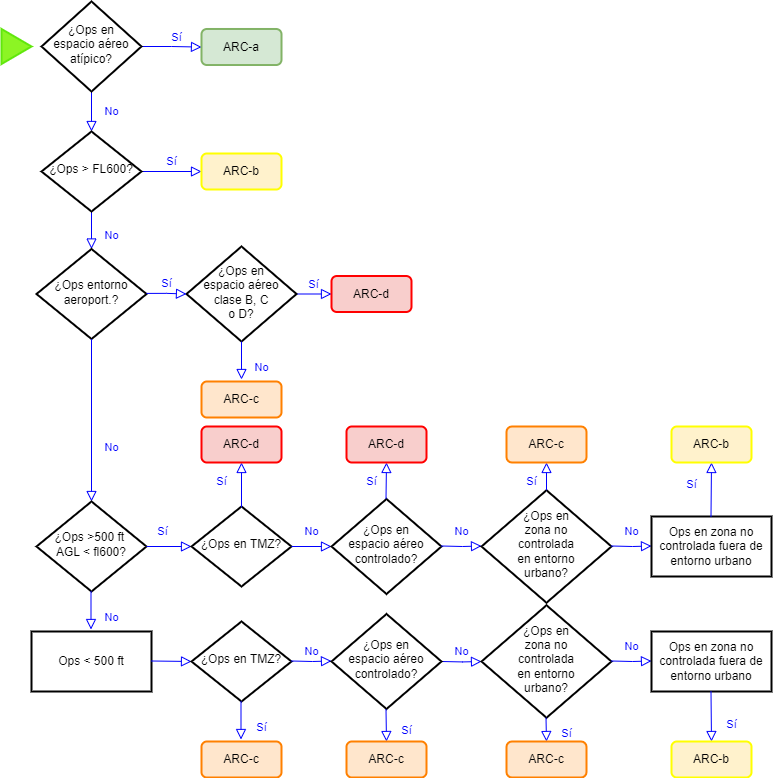 ¿Ops en
espacio aéreo
atípico?
Sí
ARC-a
No
¿Ops > FL600?
Sí
ARC-b
No
¿Ops entorno
aeroport.?
Sí
¿Ops en
espacio aéreo
clase B, C
o D?
Sí
ARC-d
No
ARC-c
No
ARC-d
ARC-d
ARC-c
ARC-b
Sí
Sí
Sí
Sí
¿Ops >500 ft
AGL < fl600?
Sí
¿Ops en TMZ?
No
¿Ops en
espacio aéreo
controlado?
No
¿Ops en
zona no
controlada
en entorno
urbano?
No
Ops en zona no
controlada fuera de
entorno urbano
No
Ops < 500 ft
¿Ops en TMZ?
No
¿Ops en
espacio aéreo
controlado?
No
¿Ops en
zona no
controlada
en entorno
urbano?
No
Ops en zona no
controlada fuera de
entorno urbano
Sí
Sí
Sí
Sí
ARC-c
ARC-c
ARC-c
ARC-b